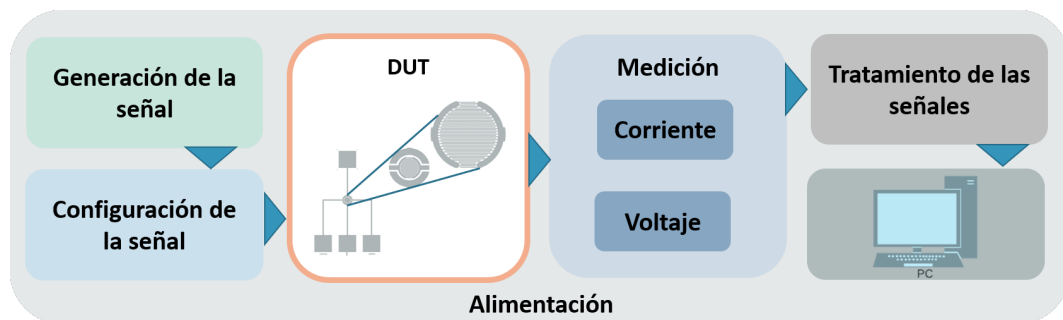 Generación de la
señal
Configuración de
la señal
DUT
Medición
Corriente
Voltaje
Tratamiento de las
señales
PC
Alimentación